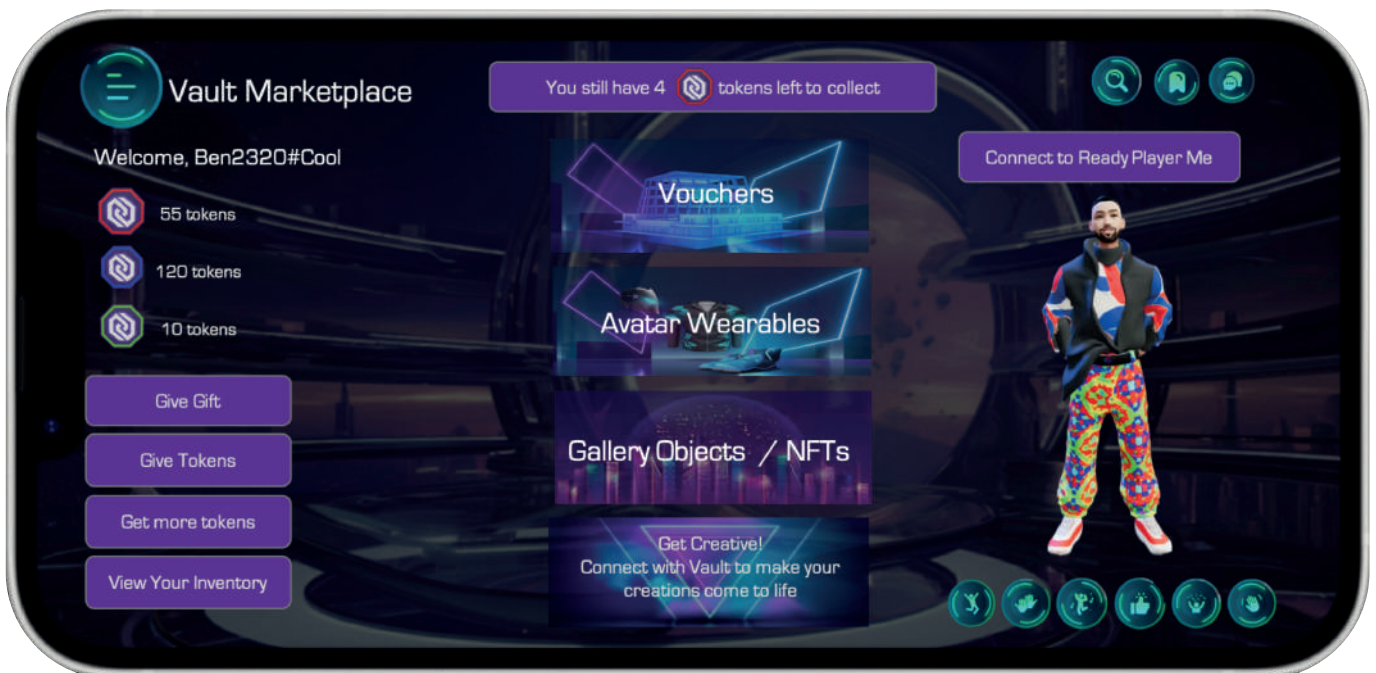 Vault Marketplace
You still have 4 tokens left to collect
Welcome, Ben2320#Cool
55 tokens
120 tokens
10 tokens
Give Gift
Give Tokens
Get more tokens
View Your Inventory
Vouchers
Avatar Wearables
Gallery Objects / NFTs
Get Creative!
Connect with Vault to make your
creations come to life
Connect to Ready Player Me